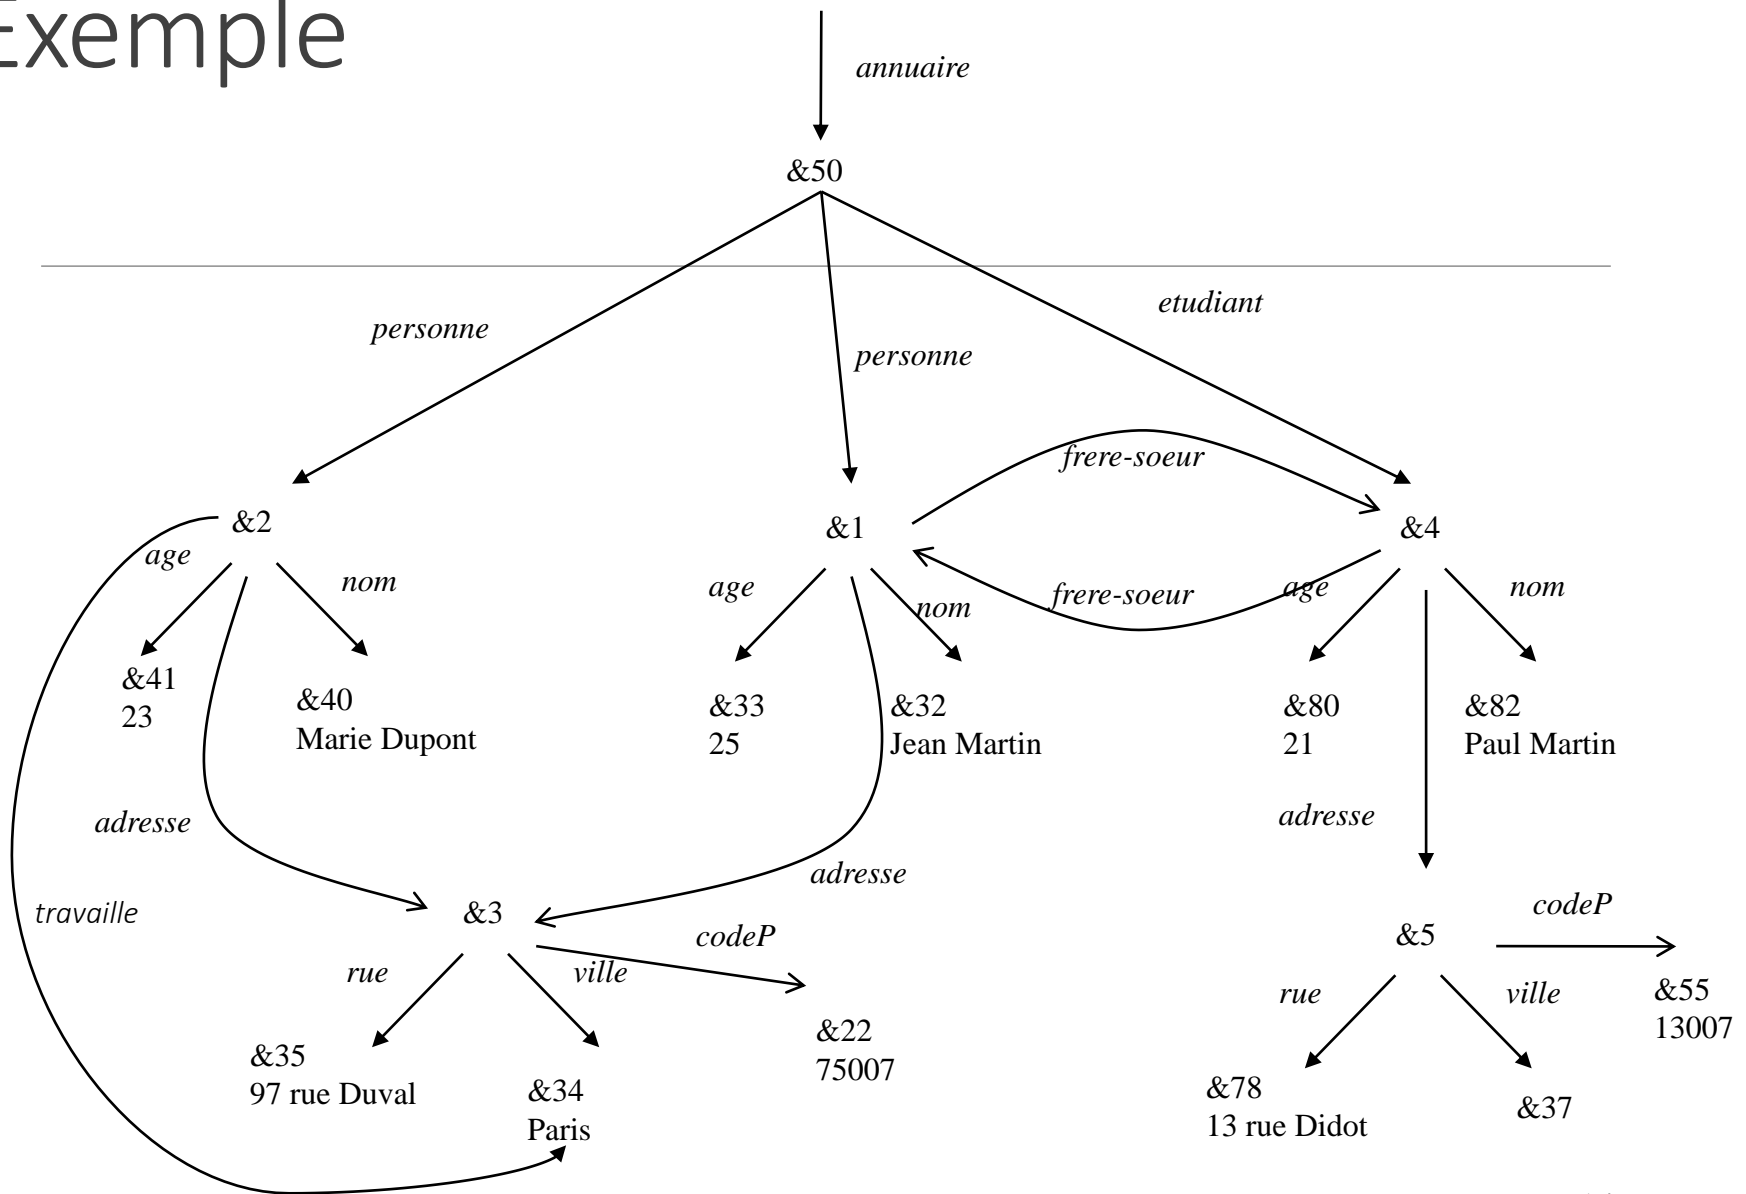 Exemple
annuaire
&50
etudiant
personne
personne
frere-soeur
&2
&1
&4
age
nom
age
nom
frere-soeur
age
nom
&41
23
&40
Marie Dupont
&33
25
&32
Jean Martin
&80
21
&82
Paul Martin
adresse
adresse
adresse
travaille
&3
codeP
codeP
&5
rue
ville
rue
ville
&55
13007
&22
75007
&35
97 rue Duval
&34
Paris
&78
13 rue Didot
&37